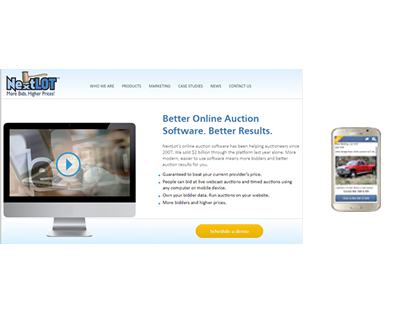 NextLOT
More Bids. Higher Prices!
WHO WE ARE PRODUCTS MARKETING CASE STUDIES NEWS CONTACT US
Better Online Auction
Software. Better Results.
NextLot's online auction software has been helping auctioneers since
2007. We sold $2 billion through the platform last year alone. More
modern, easier to use software means more bidders and better
auction results for you.
Guaranteed to beat your current provider's price.
People can bid at live webcast auctions and timed auctions using
any computer or mobile device.
Own your bidder data. Run auctions on your website.
More bidders and higher prices.
Schedule a demo